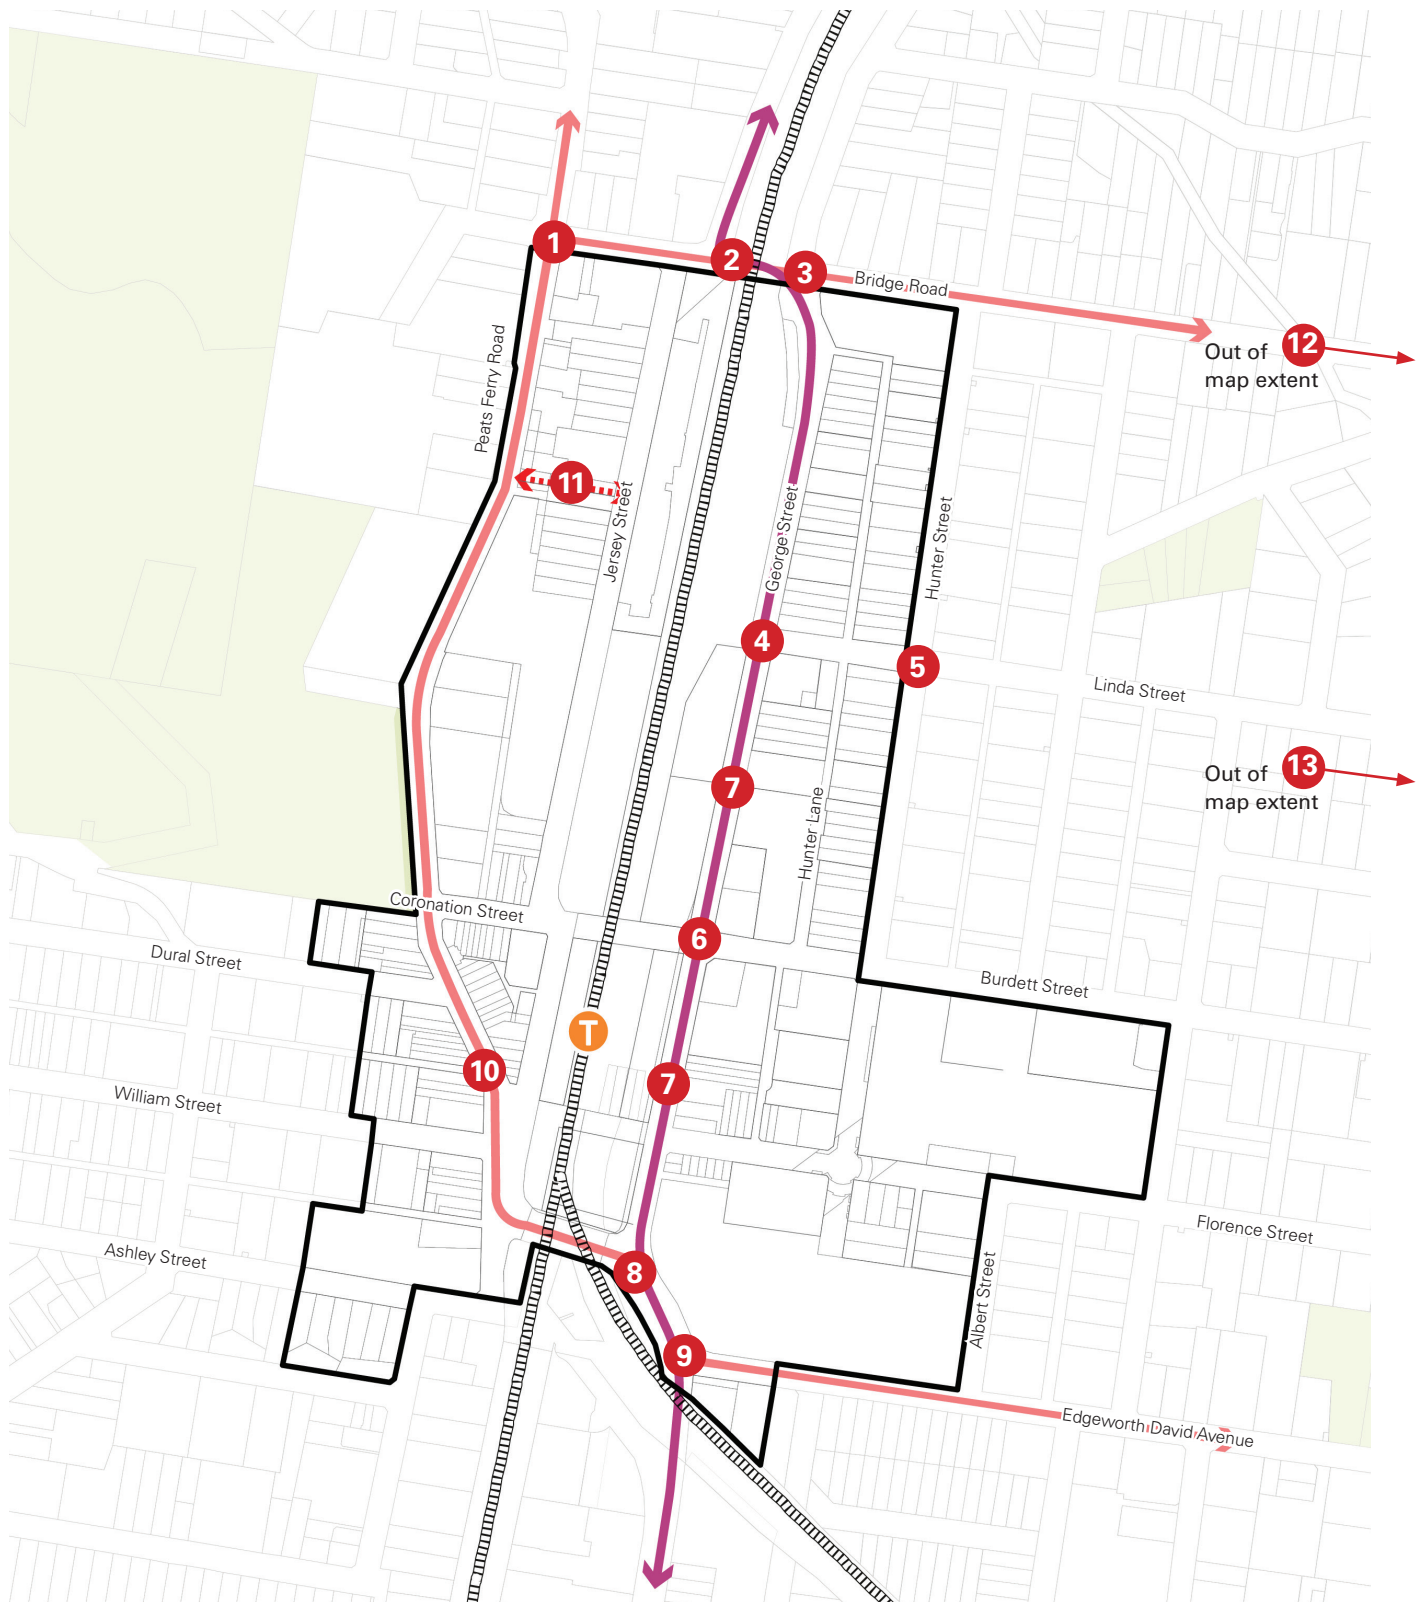 1
2
3
Bridge Road
12
Out of
map extent
Peats Ferry Road
11
Jersey Street
George Street
Hunter Street
4
5
Linda Street
13
Out of
map extent
7
Hunter Lane
Coronation Street
6
Dural Street
Burdett Street
T
10
7
William Street
Florence Street
Ashley Street
8
Albert Street
9
Edgeworth David Avenue